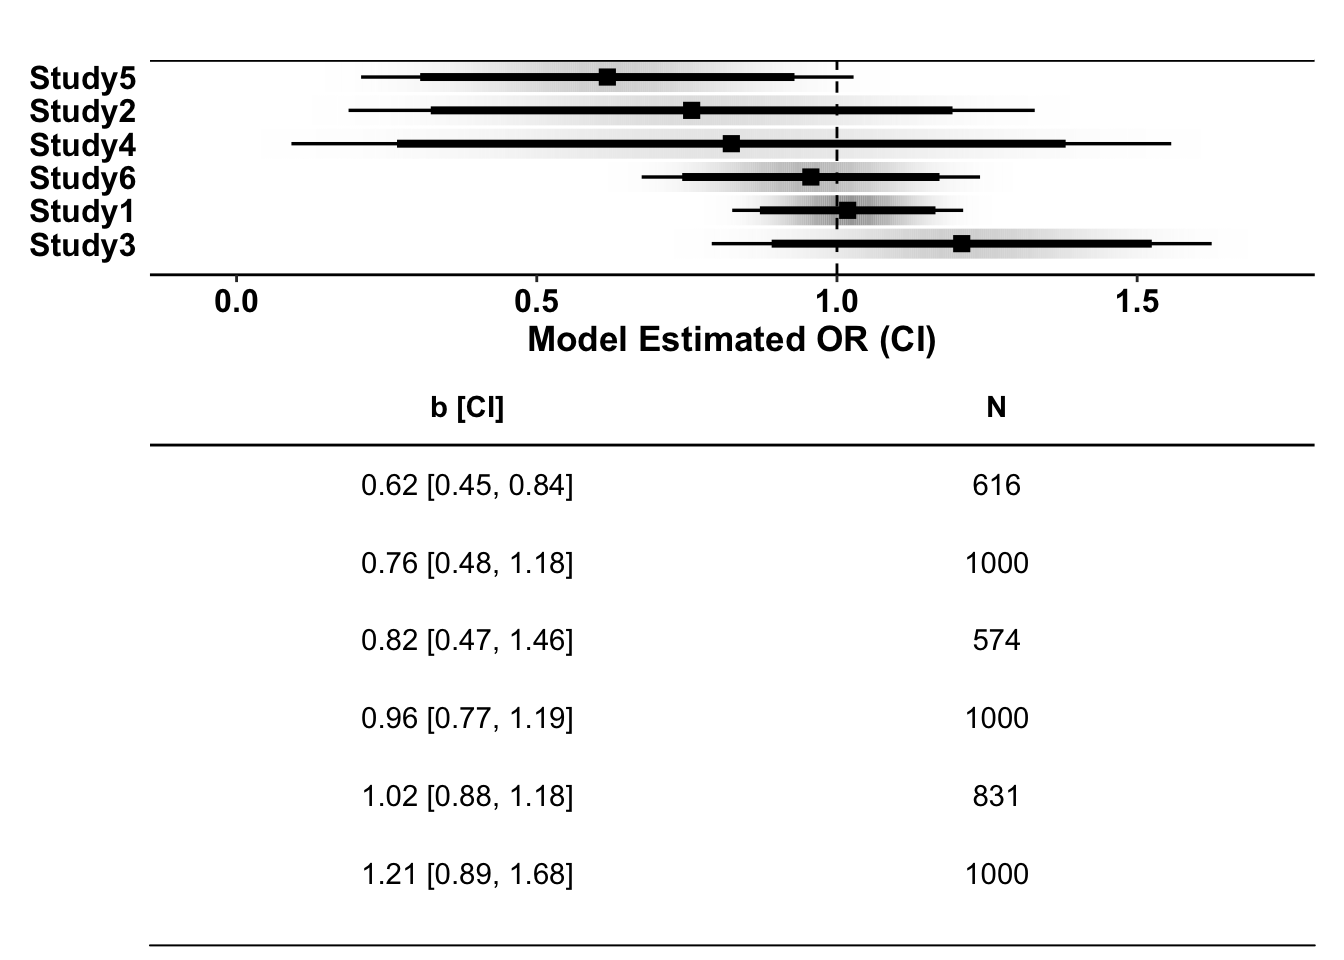 Study5
Study2
Study4
Study6
Study1
Study3
0.0 0.5 1.0 1.5
Model Estimated OR (CI)
b [CI] N
0.62 [0.45, 0.84] 616
0.76 [0.48, 1.18] 1000
0.82 [0.47, 1.46] 574
0.96 [0.77, 1.19] 1000
1.02 [0.88, 1.18] 831
1.21 [0.89, 1.68] 1000